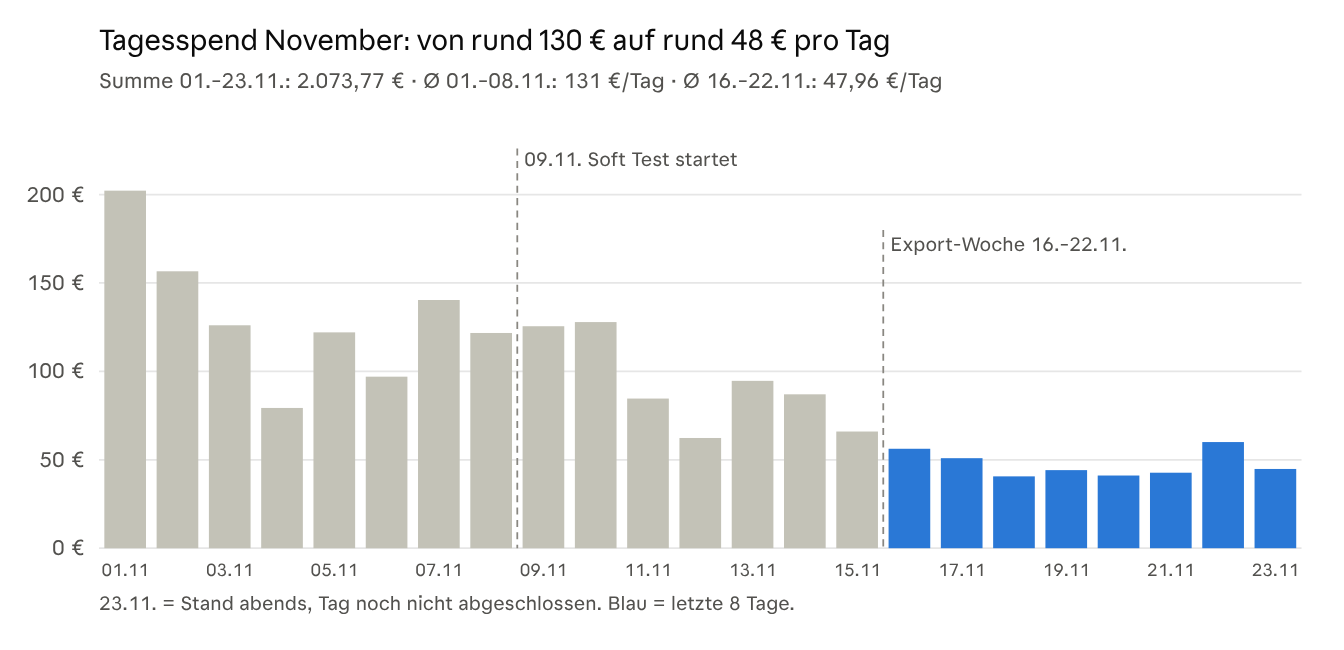 Tagesspend November: von rund 130 € auf rund 48 € pro Tag
Summe 01.–23.11.: 2.073,77 € · Ø 01.–08.11.: 131 €/Tag · Ø 16.–22.11.: 47,96 €/Tag
09.11. Soft Test startet
200 €
Export-Woche 16.–22.11.
150 €
100 €
50 €
0 €
01.11 03.11 05.11 07.11 09.11 11.11 13.11 15.11 17.11 19.11 21.11 23.11
23.11. = Stand abends, Tag noch nicht abgeschlossen. Blau = letzte 8 Tage.